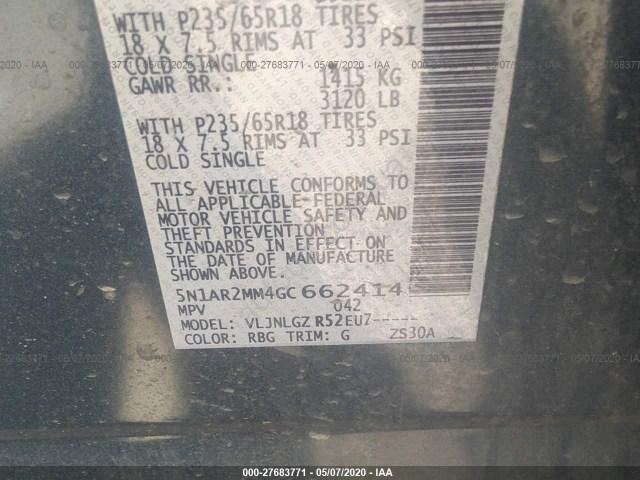 WITH P235/65R18 TIRES
18 X 7.5 RIMS AT 33 PSI
COLD SINGLE
GAWR RR.: 1415 KG
3120 LB
WITH P235/65R18 TIRES
18 X 7.5 RIMS AT 33 PSI
COLD SINGLE
THIS VEHICLE CONFORMS TO
ALL APPLICABLE FEDERAL
MOTOR VEHICLE SAFETY AND
THEFT PREVENTION
STANDARDS IN EFFECT ON
THE DATE OF MANUFACTURE
SHOWN ABOVE.
5N1AR2MM4GC662414
MPV 042
MODEL: VLJNLGZ R52EU7-----
COLOR: RBG TRIM: G ZS30A
000-27683771 - 05/07/2020 - IAA